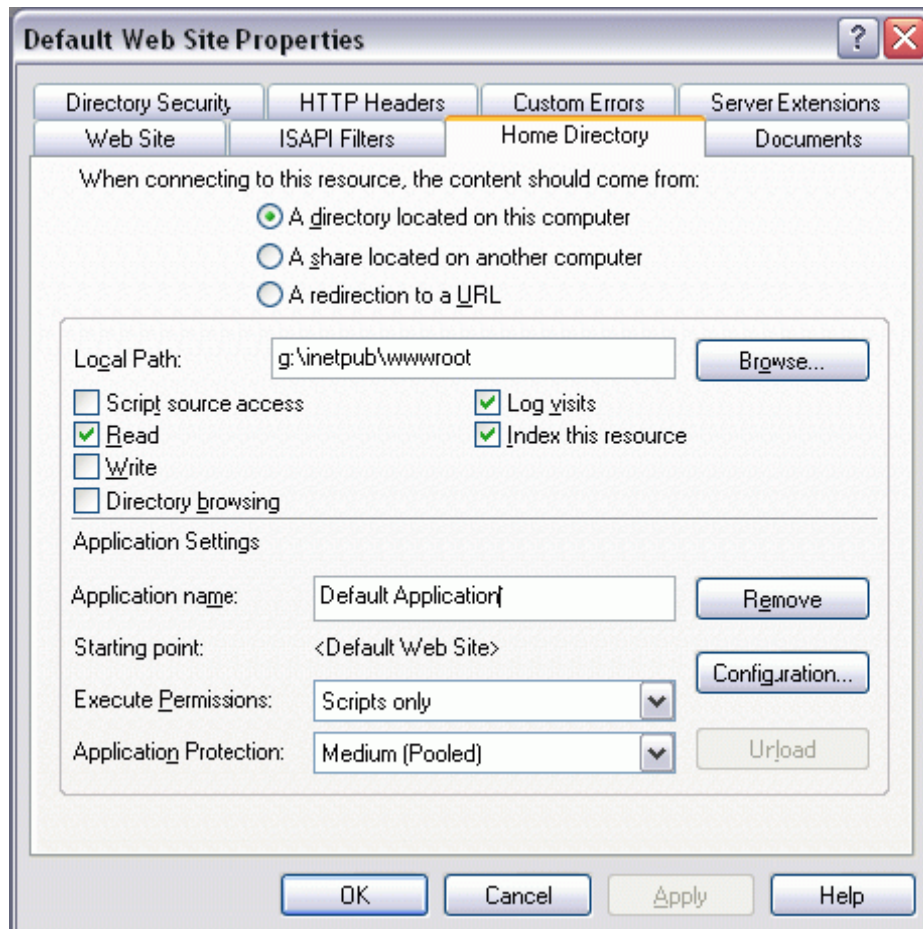 Default Web Site Properties
Directory Security HTTP Headers Custom Errors Server Extensions
Web Site ISAPI Filters Home Directory Documents
When connecting to this resource, the content should come from:
A directory located on this computer
A share located on another computer
A redirection to a URL
Local Path: g:\inetpub\wwwroot Browse...
Script source access Log visits
Read Index this resource
Write
Directory browsing
Application Settings
Application name: Default Application Remove
Starting point: <Default Web Site>
Configuration...
Execute Permissions: Scripts only
Application Protection: Medium (Pooled) Unload
OK Cancel Apply Help